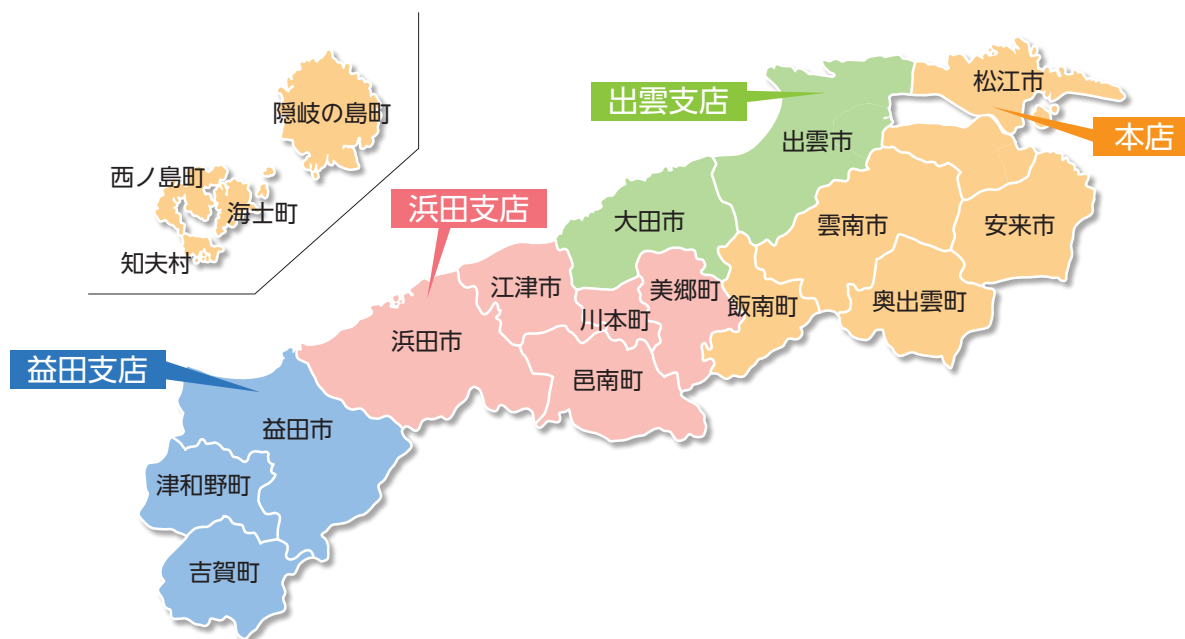 隠岐の島町
西ノ島町
海士町
知夫村
松江市
出雲支店
本店
出雲市
浜田支店
大田市
雲南市
安来市
江津市
美郷町
奥出雲町
飯南町
川本町
浜田市
益田支店
邑南町
益田市
津和野町
吉賀町